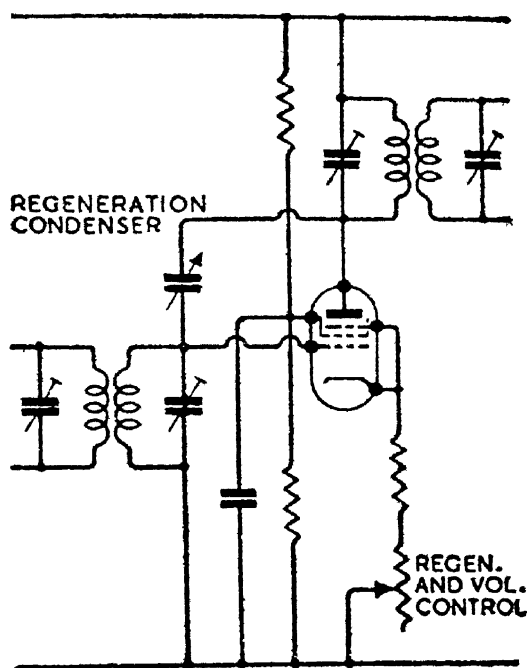 REGENERATION
CONDENSER
REGEN.
AND VOL.
CONTROL